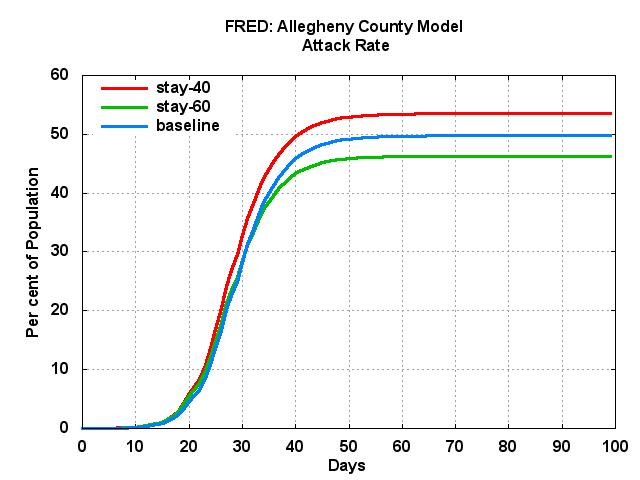 FRED: Allegheny County Model
Attack Rate
60
50
40
30
20
10
0
Per cent of Population
stay-40
stay-60
baseline
0 10 20 30 40 50 60 70 80 90 100
Days